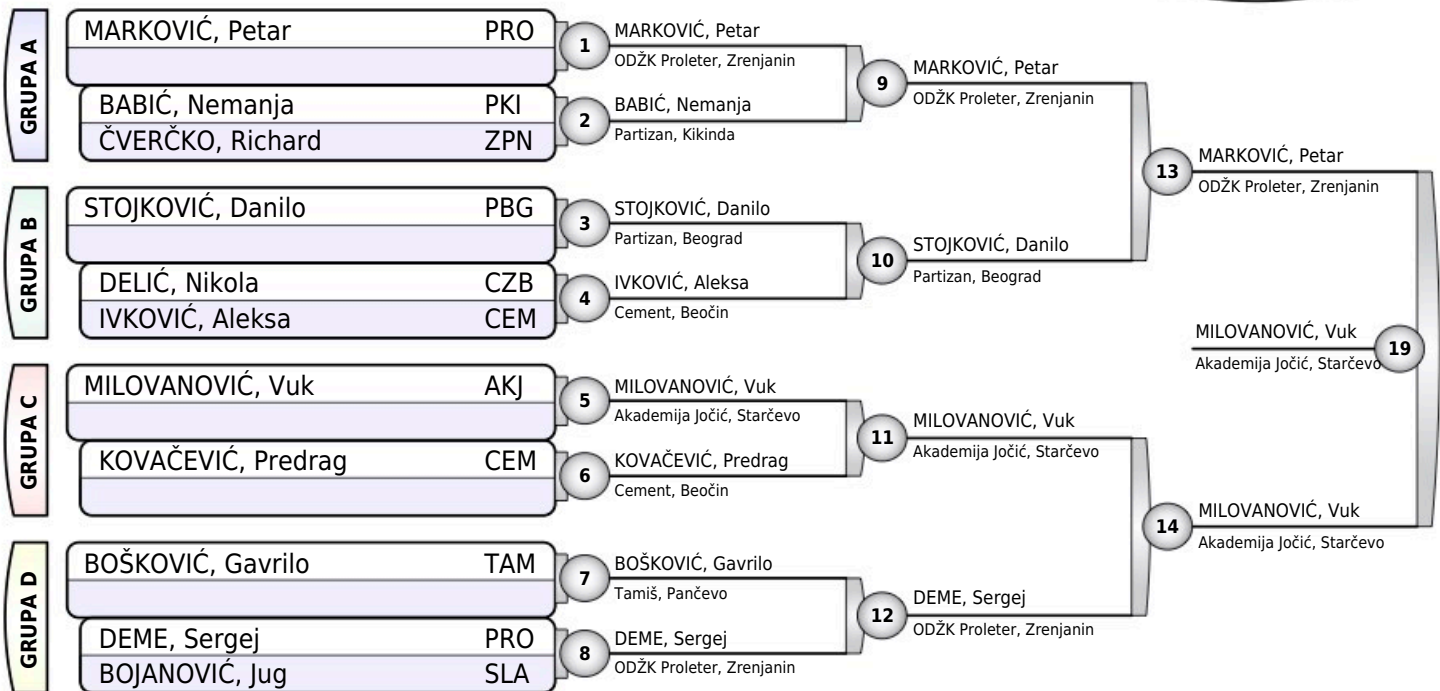 GRUPA A
MARKOVIĆ, Petar PRO
BABIĆ, Nemanja PKI
ČVERČKO, Richard ZPN
GRUPA B
STOJKOVIĆ, Danilo PBG
DELIĆ, Nikola CZB
IVKOVIĆ, Aleksa CEM
GRUPA C
MILOVANOVIĆ, Vuk AKJ
KOVAČEVIĆ, Predrag CEM
GRUPA D
BOŠKOVIĆ, Gavrilo TAM
DEME, Sergej PRO
BOJANOVIĆ, Jug SLA
1
MARKOVIĆ, Petar
ODŽK Proleter, Zrenjanin
2
BABIĆ, Nemanja
Partizan, Kikinda
3
STOJKOVIĆ, Danilo
Partizan, Beograd
4
IVKOVIĆ, Aleksa
Cement, Beočin
5
MILOVANOVIĆ, Vuk
Akademija Jočić, Starčevo
6
KOVAČEVIĆ, Predrag
Cement, Beočin
7
BOŠKOVIĆ, Gavrilo
Tamiš, Pančevo
8
DEME, Sergej
ODŽK Proleter, Zrenjanin
9
MARKOVIĆ, Petar
ODŽK Proleter, Zrenjanin
10
STOJKOVIĆ, Danilo
Partizan, Beograd
11
MILOVANOVIĆ, Vuk
Akademija Jočić, Starčevo
12
DEME, Sergej
ODŽK Proleter, Zrenjanin
13
MARKOVIĆ, Petar
ODŽK Proleter, Zrenjanin
14
MILOVANOVIĆ, Vuk
Akademija Jočić, Starčevo
MILOVANOVIĆ, Vuk
Akademija Jočić, Starčevo
19